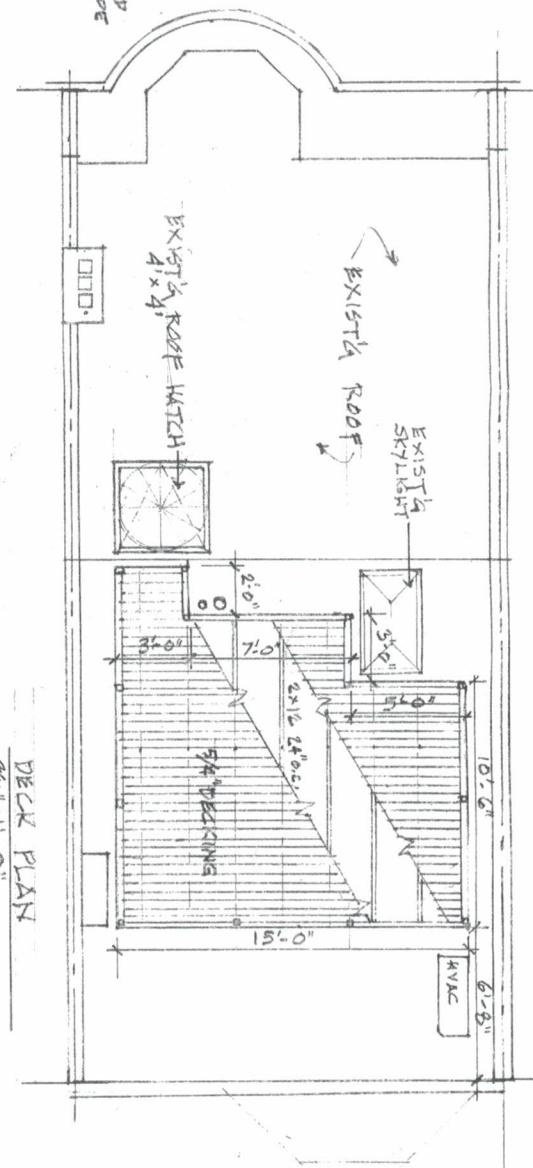 EXIST'G ROOF HATCH
4' x 4'
EXIST'G ROOF
EXIST'G
SKYLIGHT
2'-0"
3'-0"
7'-0"
3'-0"
5'-0"
2x12 24" O.C.
5/4" DECKING
10'-6"
15'-0"
HVAC
6'-8"
DECK PLAN